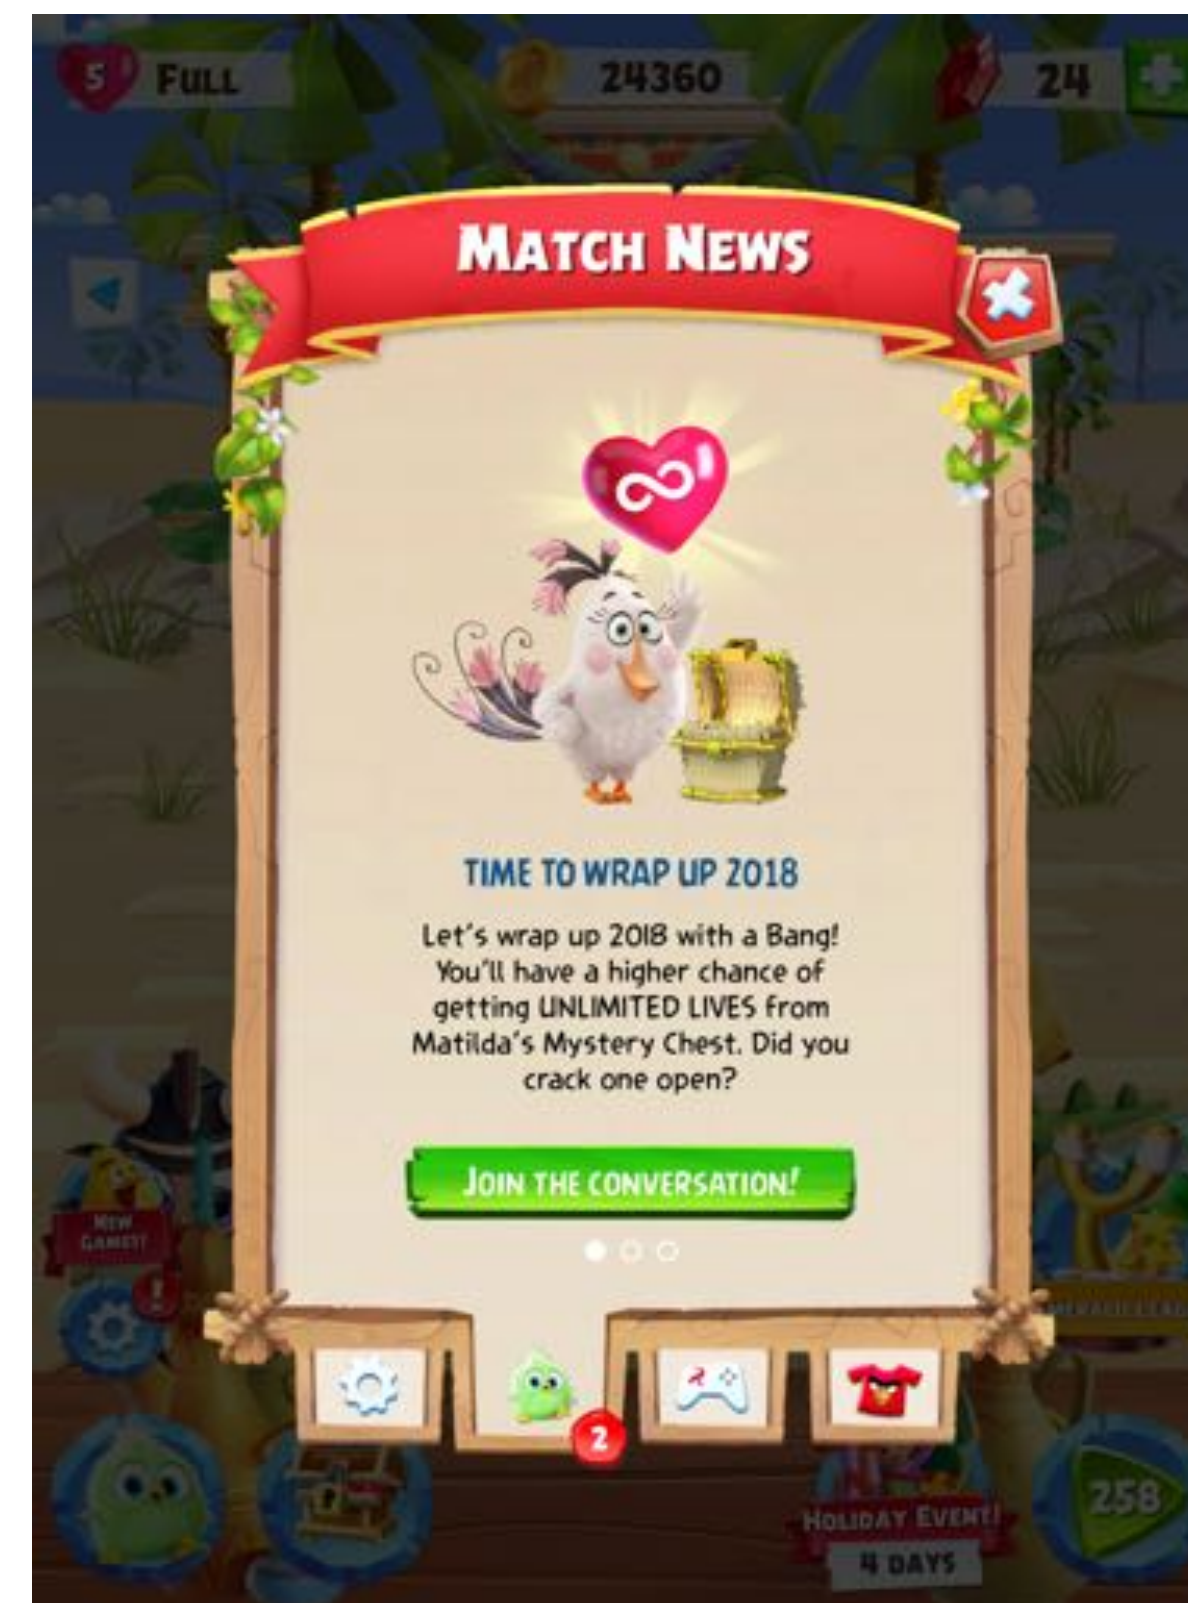 5 FULL
24360
24
MATCH NEWS
TIME TO WRAP UP 2018
Let's wrap up 2018 with a Bang!
You'll have a higher chance of
getting UNLIMITED LIVES from
Matilda's Mystery Chest. Did you
crack one open?
JOIN THE CONVERSATION!
NEW
GAMES!
!
2
258
HOLIDAY EVENT!
4 DAYS